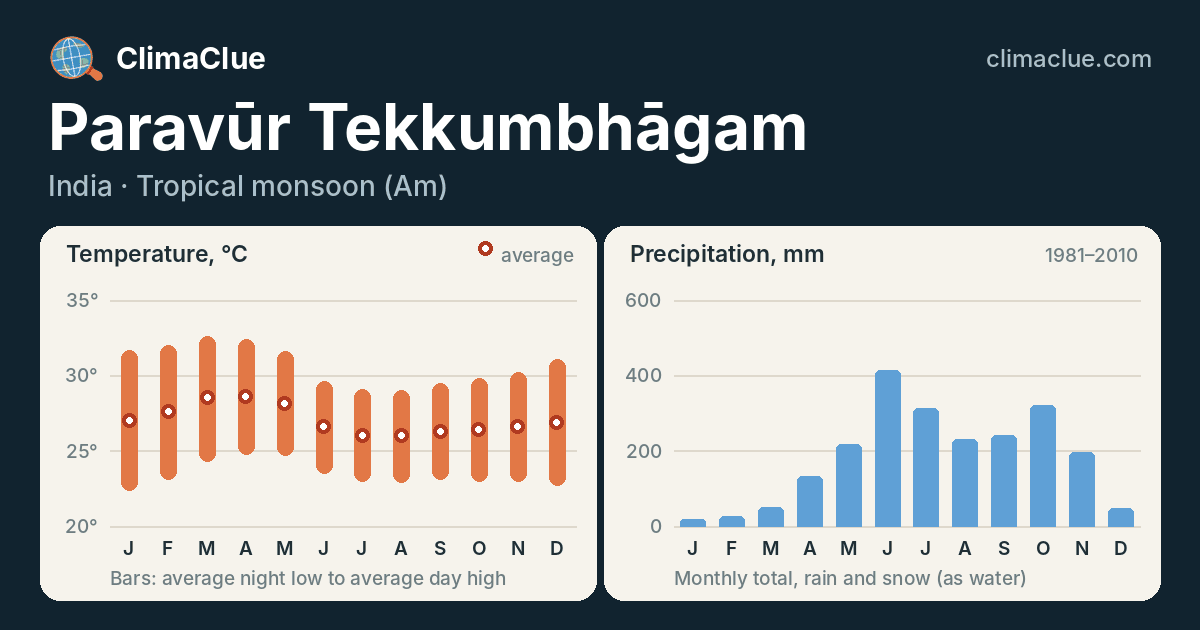 ClimaClue
climaclue.com
Paravūr Tekkumbhāgam
India · Tropical monsoon (Am)
Temperature, °C
average
35°
30°
25°
20°
J F M A M J J A S O N D
Bars: average night low to average day high
Precipitation, mm
1981–2010
600
400
200
0
J F M A M J J A S O N D
Monthly total, rain and snow (as water)